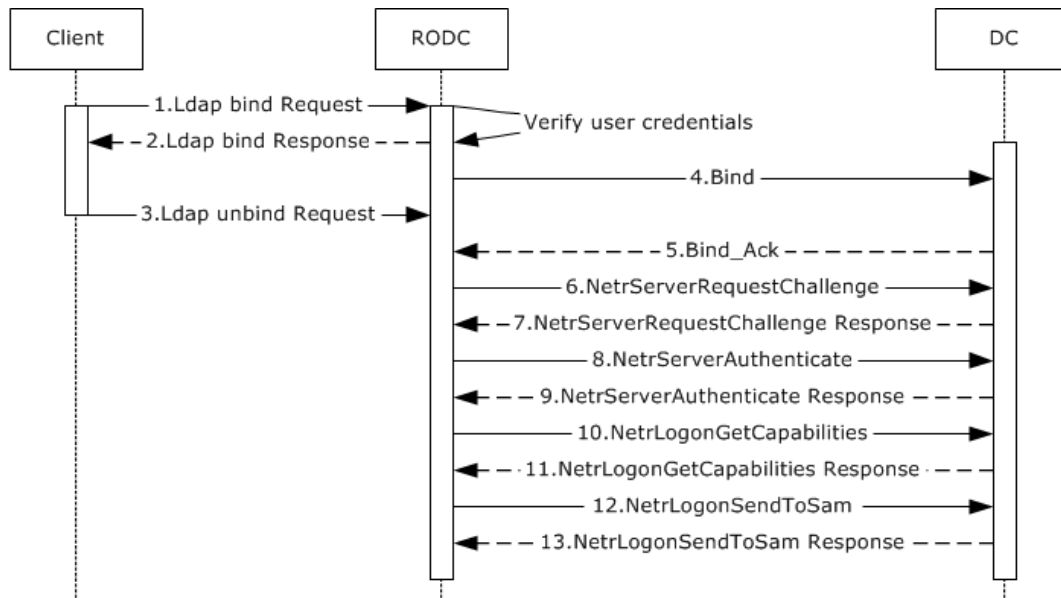 Client
RODC
DC
1.Ldap bind Request
Verify user credentials
2.Ldap bind Response
4.Bind
3.Ldap unbind Request
5.Bind_Ack
6.NetrServerRequestChallenge
7.NetrServerRequestChallenge Response
8.NetrServerAuthenticate
9.NetrServerAuthenticate Response
10.NetrLogonGetCapabilities
11.NetrLogonGetCapabilities Response
12.NetrLogonSendToSam
13.NetrLogonSendToSam Response